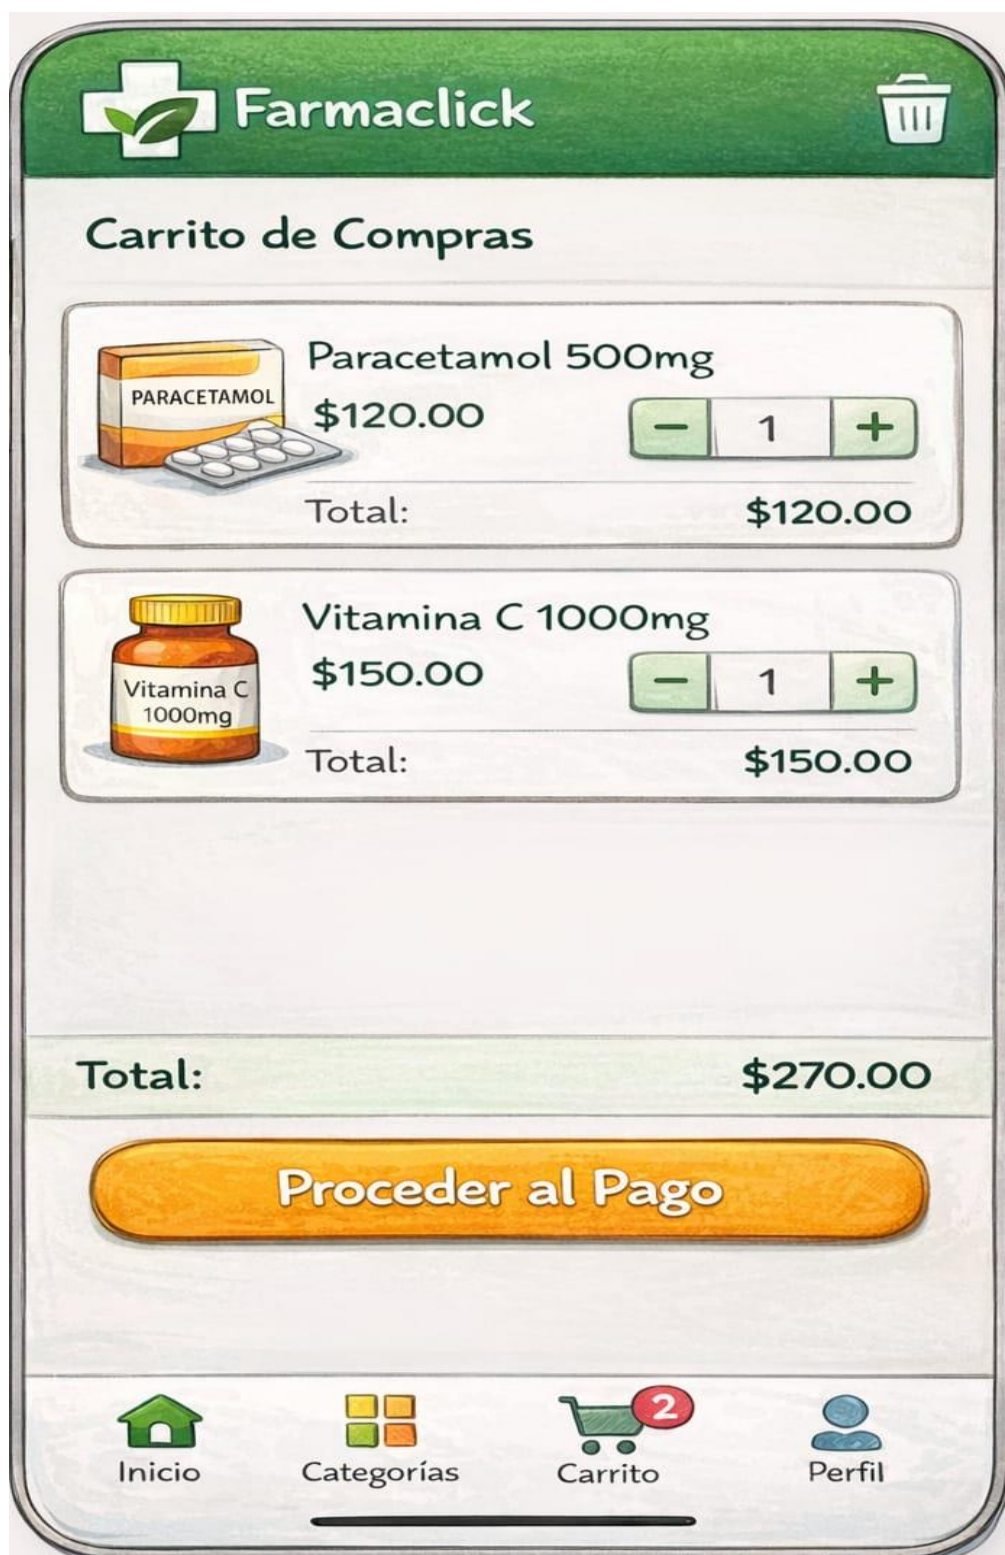 Farmaclick
Carrito de Compras
PARACETAMOL
Paracetamol 500mg
$120.00
− 1 +
Total: $120.00
Vitamina C
1000mg
Vitamina C 1000mg
$150.00
− 1 +
Total: $150.00
Total: $270.00
Proceder al Pago
2
Inicio Categorías Carrito Perfil